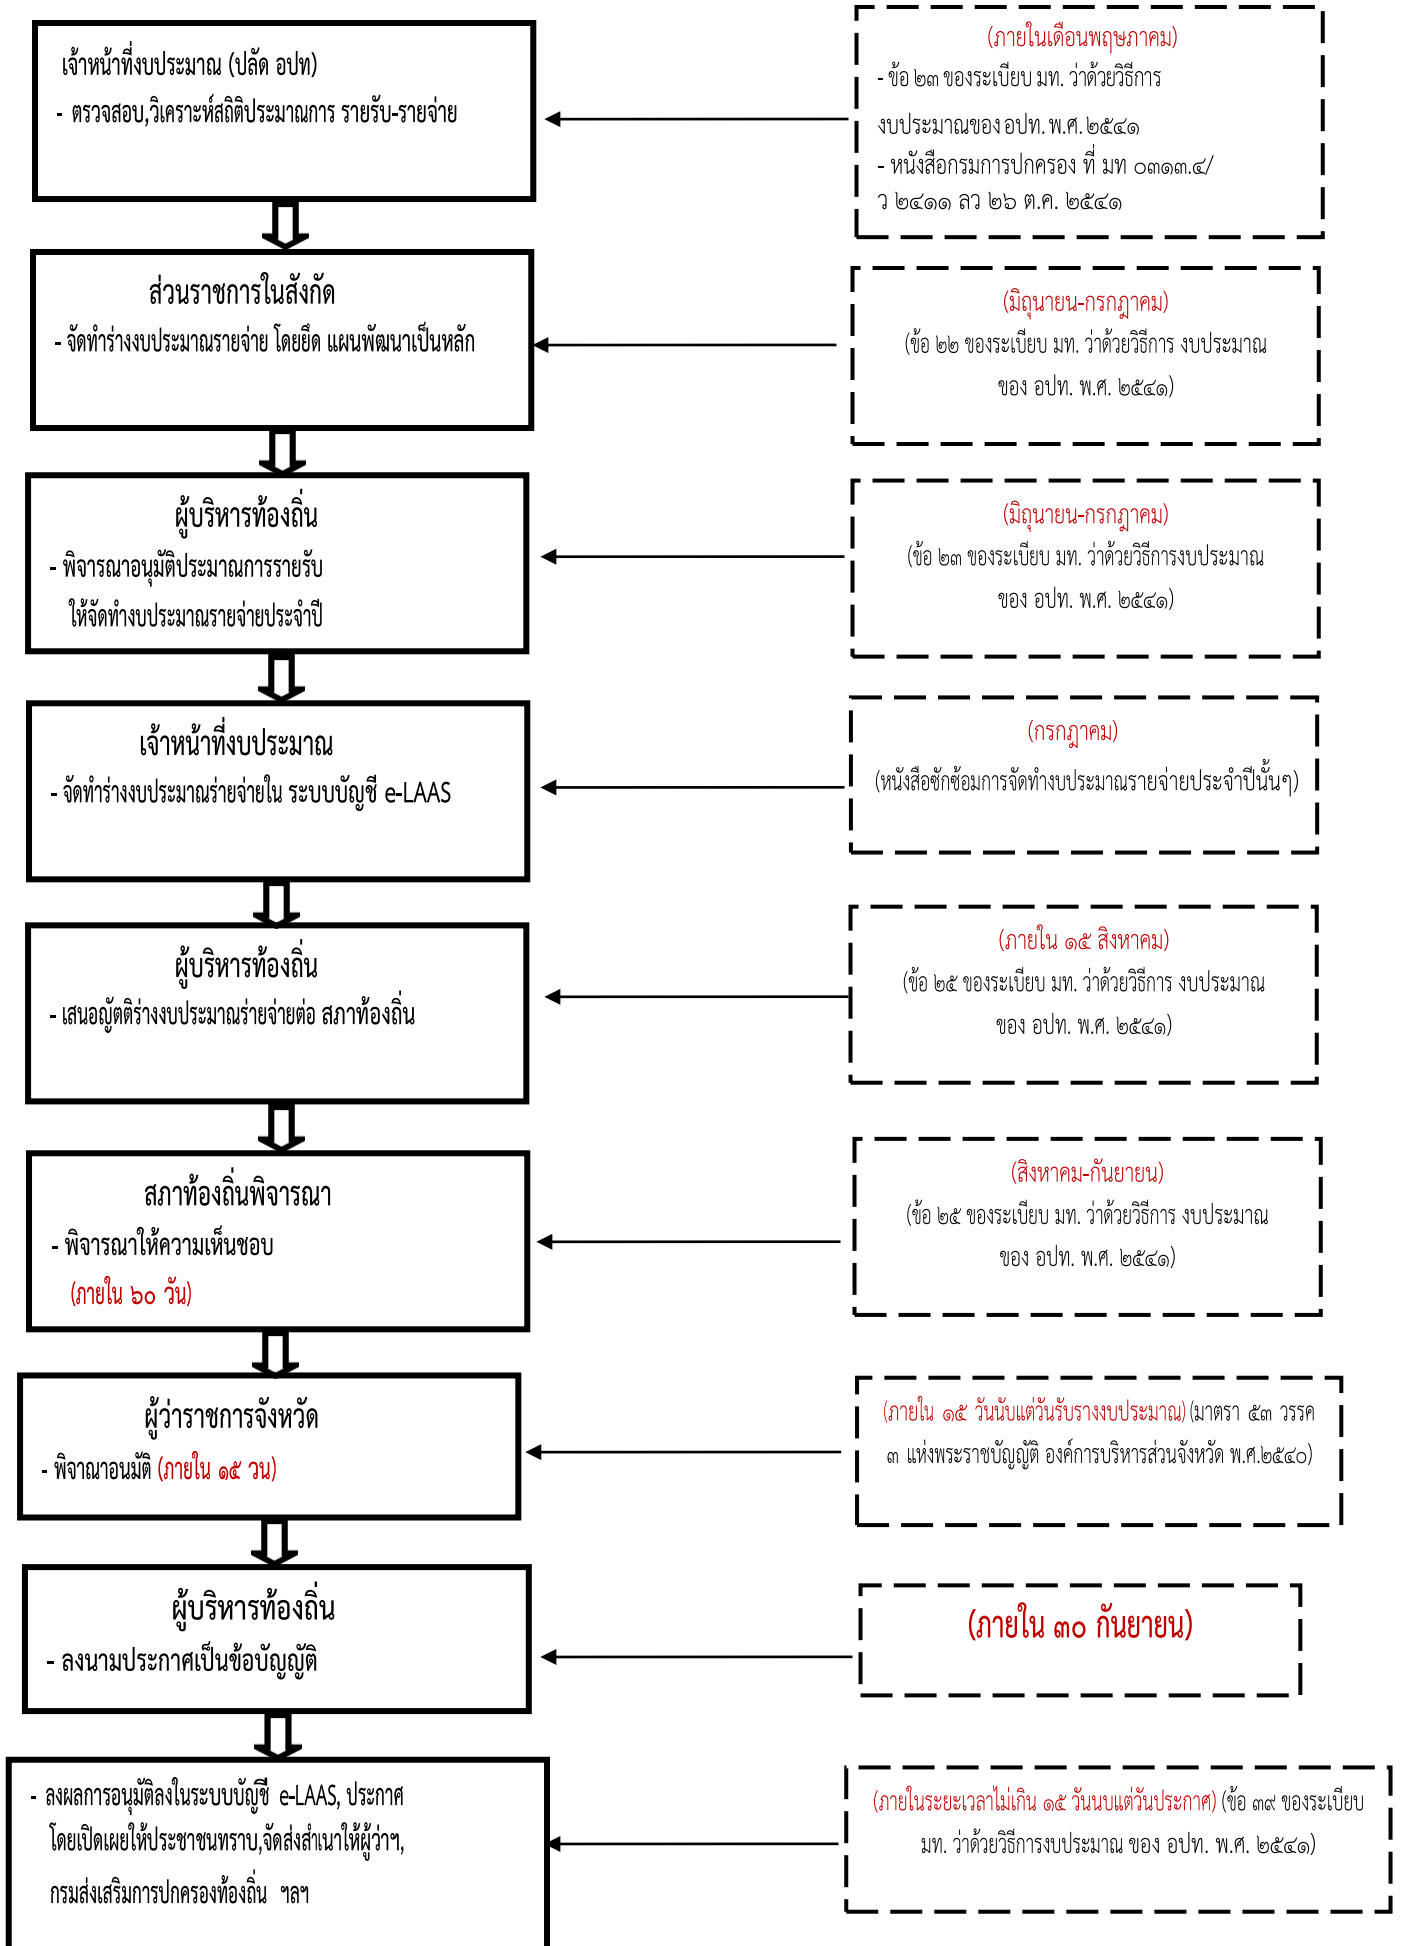 เจ้าหน้าที่งบประมาณ (ปลัด อปท)
- ตรวจสอบ,วิเคราะห์สถิติประมาณการ รายรับ-รายจ่าย
(ภายในเดือนพฤษภาคม)
- ข้อ ๒๓ ของระเบียบ มท. ว่าด้วยวิธีการ
งบประมาณของ อปท. พ.ศ. ๒๕๔๑
- หนังสือกรมการปกครอง ที่ มท ๐๓๑๓.๔/
ว ๒๔๑๑ ลว ๒๖ ต.ค. ๒๕๔๑
ส่วนราชการในสังกัด
- จัดทำร่างงบประมาณรายจ่าย โดยยึด แผนพัฒนาเป็นหลัก
(มิถุนายน-กรกฎาคม)
(ข้อ ๒๒ ของระเบียบ มท. ว่าด้วยวิธีการ งบประมาณ
ของ อปท. พ.ศ. ๒๕๔๑)
ผู้บริหารท้องถิ่น
- พิจารณาอนุมัติประมาณการรายรับ
ให้จัดทำงบประมาณรายจ่ายประจำปี
(มิถุนายน-กรกฎาคม)
(ข้อ ๒๓ ของระเบียบ มท. ว่าด้วยวิธีการงบประมาณ
ของ อปท. พ.ศ. ๒๕๔๑)
เจ้าหน้าที่งบประมาณ
- จัดทำร่างงบประมาณร่ายจ่ายใน ระบบบัญชี e-LAAS
(กรกฎาคม)
(หนังสือซักซ้อมการจัดทำงบประมาณรายจ่ายประจำปีนั้นๆ)
ผู้บริหารท้องถิ่น
- เสนอญัตติร่างงบประมาณร่ายจ่ายต่อ สภาท้องถิ่น
(ภายใน ๑๕ สิงหาคม)
(ข้อ ๒๕ ของระเบียบ มท. ว่าด้วยวิธีการ งบประมาณ
ของ อปท. พ.ศ. ๒๕๔๑)
สภาท้องถิ่นพิจารณา
- พิจารณาให้ความเห็นชอบ
(ภายใน ๖๐ วัน)
(สิงหาคม-กันยายน)
(ข้อ ๒๕ ของระเบียบ มท. ว่าด้วยวิธีการ งบประมาณ
ของ อปท. พ.ศ. ๒๕๔๑)
ผู้ว่าราชการจังหวัด
- พิจาณาอนมัติ (ภายใน ๑๕ วน)
(ภายใน ๑๕ วันนับแต่วันรับรางงบประมาณ) (มาตรา ๕๓ วรรค
๓ แห่งพระราชบัญญัติ องค์การบริหารส่วนจังหวัด พ.ศ.๒๕๔๐)
ผู้บริหารท้องถิ่น
- ลงนามประกาศเป็นข้อบัญญัติ
(ภายใน ๓๐ กันยายน)
- ลงผลการอนุมัติลงในระบบบัญชี e-LAAS, ประกาศ
โดยเปิดเผยให้ประชาชนทราบ,จัดส่งสำเนาให้ผู้ว่าฯ,
กรมส่งเสริมการปกครองท้องถิ่น ฯลฯ
(ภายในระยะเวลาไม่เกิน ๑๕ วันนบแต่วันประกาศ) (ข้อ ๓๙ ของระเบียบ
มท. ว่าด้วยวิธีการงบประมาณ ของ อปท. พ.ศ. ๒๕๔๑)